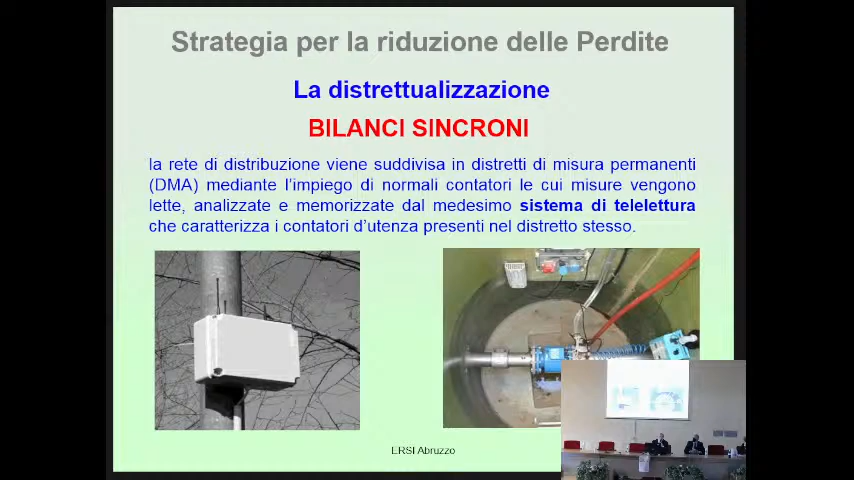 Strategia per la riduzione delle Perdite
La distrettualizzazione
BILANCI SINCRONI
la rete di distribuzione viene suddivisa in distretti di misura permanenti
(DMA) mediante l'impiego di normali contatori le cui misure vengono
lette, analizzate e memorizzate dal medesimo sistema di telelettura
che caratterizza i contatori d'utenza presenti nel distretto stesso.
ERSI Abruzzo